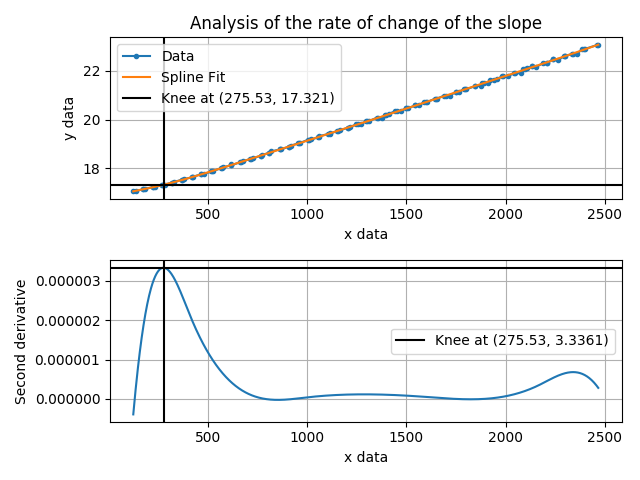 Analysis of the rate of change of the slope
Data
Spline Fit
Knee at (275.53, 17.321)
22
20
18
y data
500
1000
1500
2000
2500
x data
0.000003
0.000002
0.000001
0.000000
Second derivative
Knee at (275.53, 3.3361)
500
1000
1500
2000
2500
x data